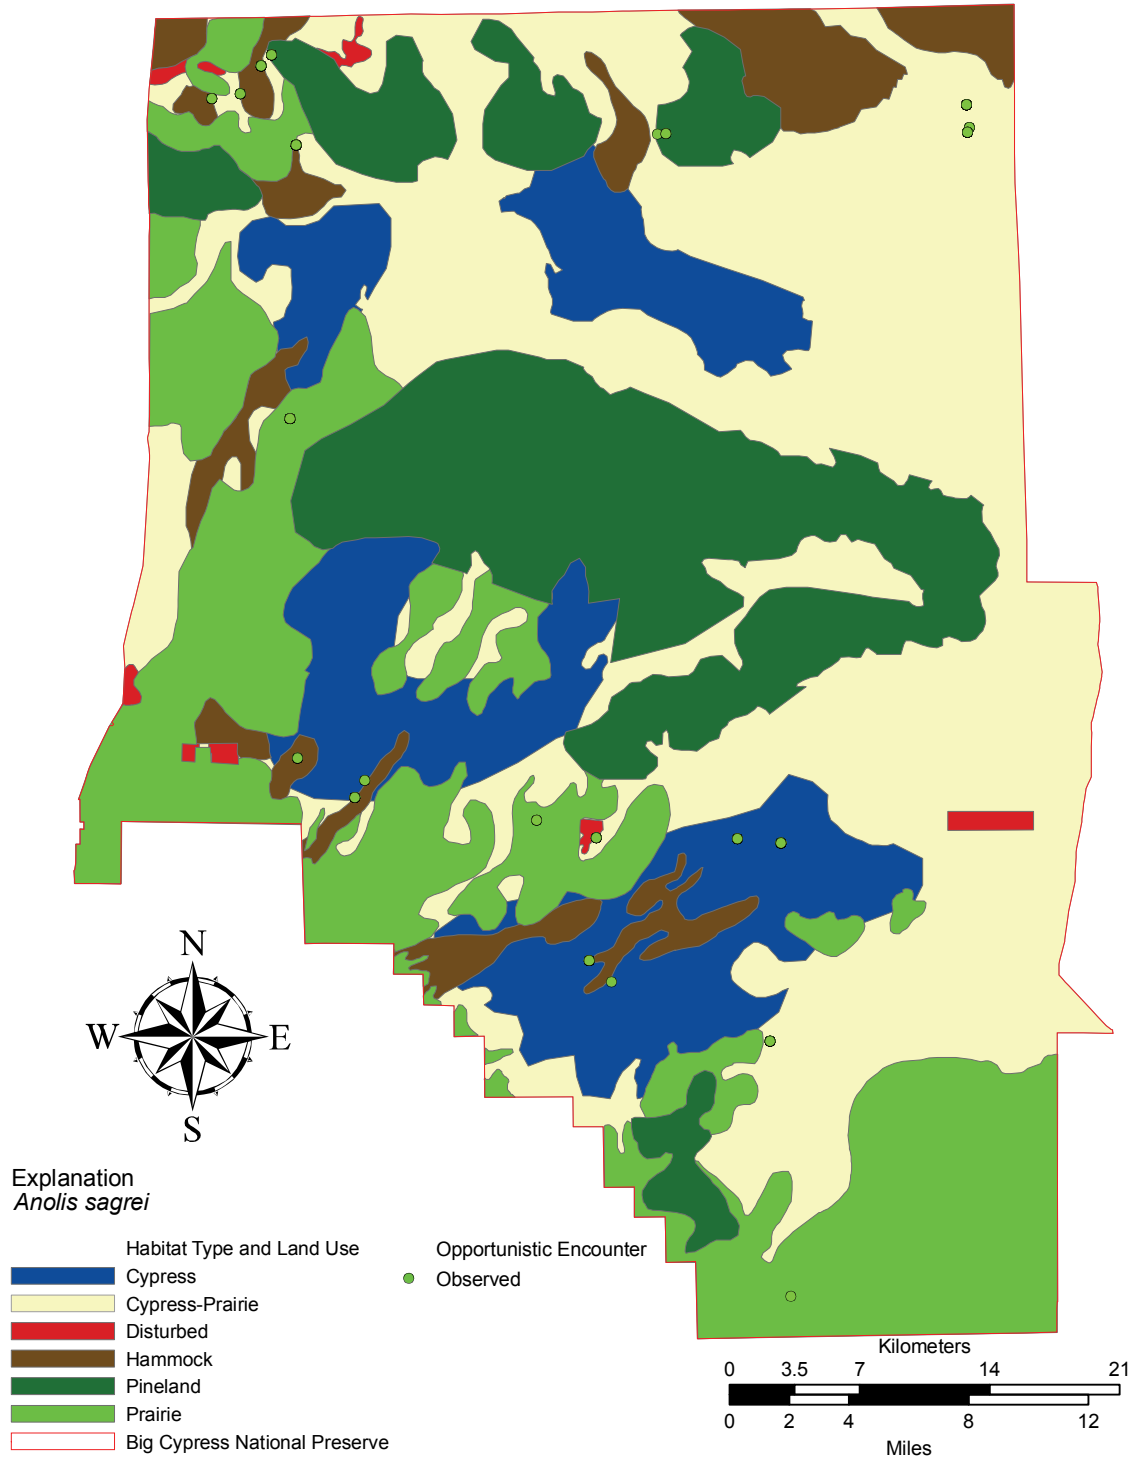 N
W
E
S
Explanation
Anolis sagrei
Habitat Type and Land Use
Cypress
Cypress-Prairie
Disturbed
Hammock
Pineland
Prairie
Big Cypress National Preserve
Opportunistic Encounter
Observed
Kilometers
0 3.5 7 14 21
0 2 4 8 12
Miles